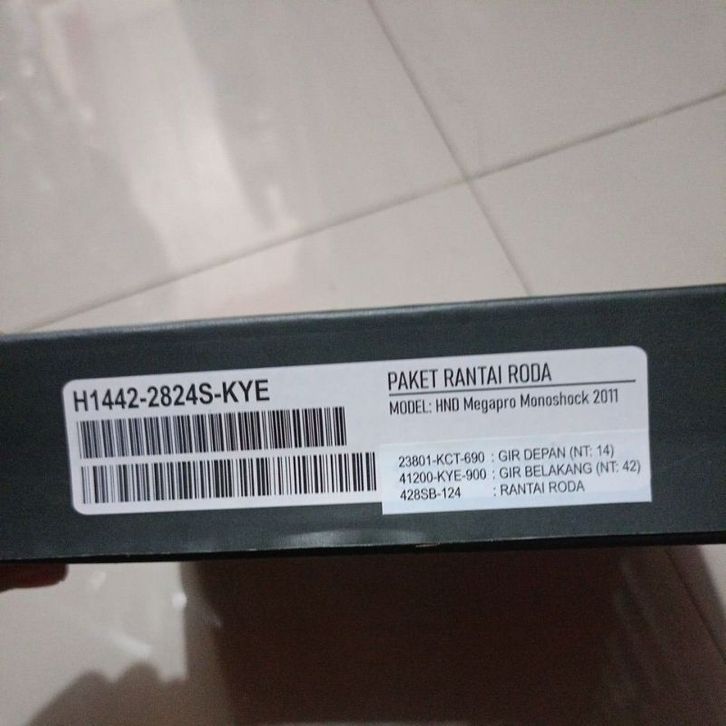 H1442-2824S-KYE
PAKET RANTAI RODA
MODEL: HND Megapro Monoshock 2011
23801-KCT-690 : GIR DEPAN (NT: 14)
41200-KYE-900 : GIR BELAKANG (NT: 42)
428SB-124 : RANTAI RODA